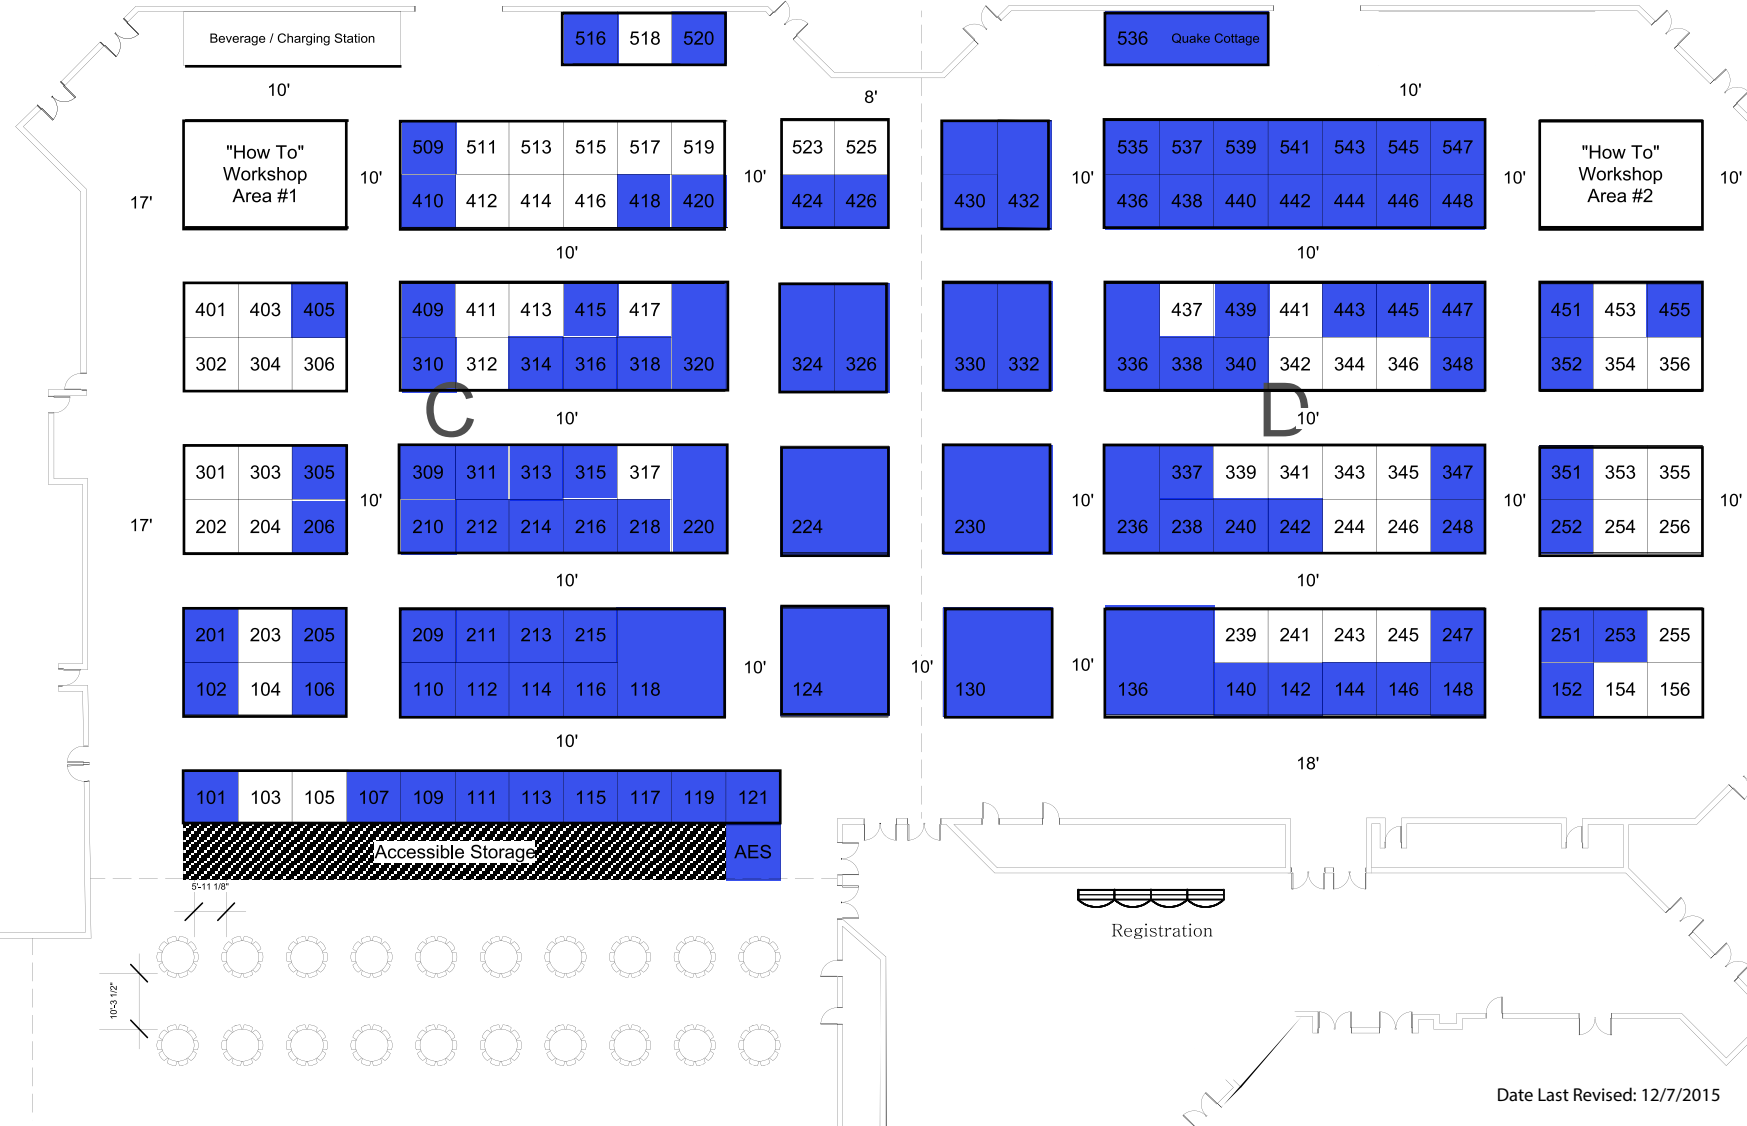 Beverage / Charging Station
516 518 520
536 Quake Cottage
10'
8'
10'
"How To"
Workshop
Area #1
509 511 513 515 517 519
523 525
535 537 539 541 543 545 547
"How To"
Workshop
Area #2
10' 10' 10' 10' 10'
17'
410 412 414 416 418 420
424 426
430 432
436 438 440 442 444 446 448
10' 10'
401 403 405
409 411 413 415 417
437 439 441 443 445 447
451 453 455
302 304 306
310 312 314 316 318 320
324 326
330 332
336 338 340 342 344 346 348
352 354 356
C D
10' 10'
301 303 305
309 311 313 315 317
337 339 341 343 345 347
351 353 355
10' 10' 10' 10'
17'
202 204 206
210 212 214 216 218 220
224
230
236 238 240 242 244 246 248
252 254 256
10' 10'
201 203 205
209 211 213 215
239 241 243 245 247
251 253 255
10' 10' 10'
102 104 106
110 112 114 116 118
124
130
136 140 142 144 146 148
152 154 156
10'
18'
101 103 105 107 109 111 113 115 117 119 121
Accessible Storage
AES
5'-11 1/8"
Registration
10'-3 1/2"
Date Last Revised: 12/7/2015